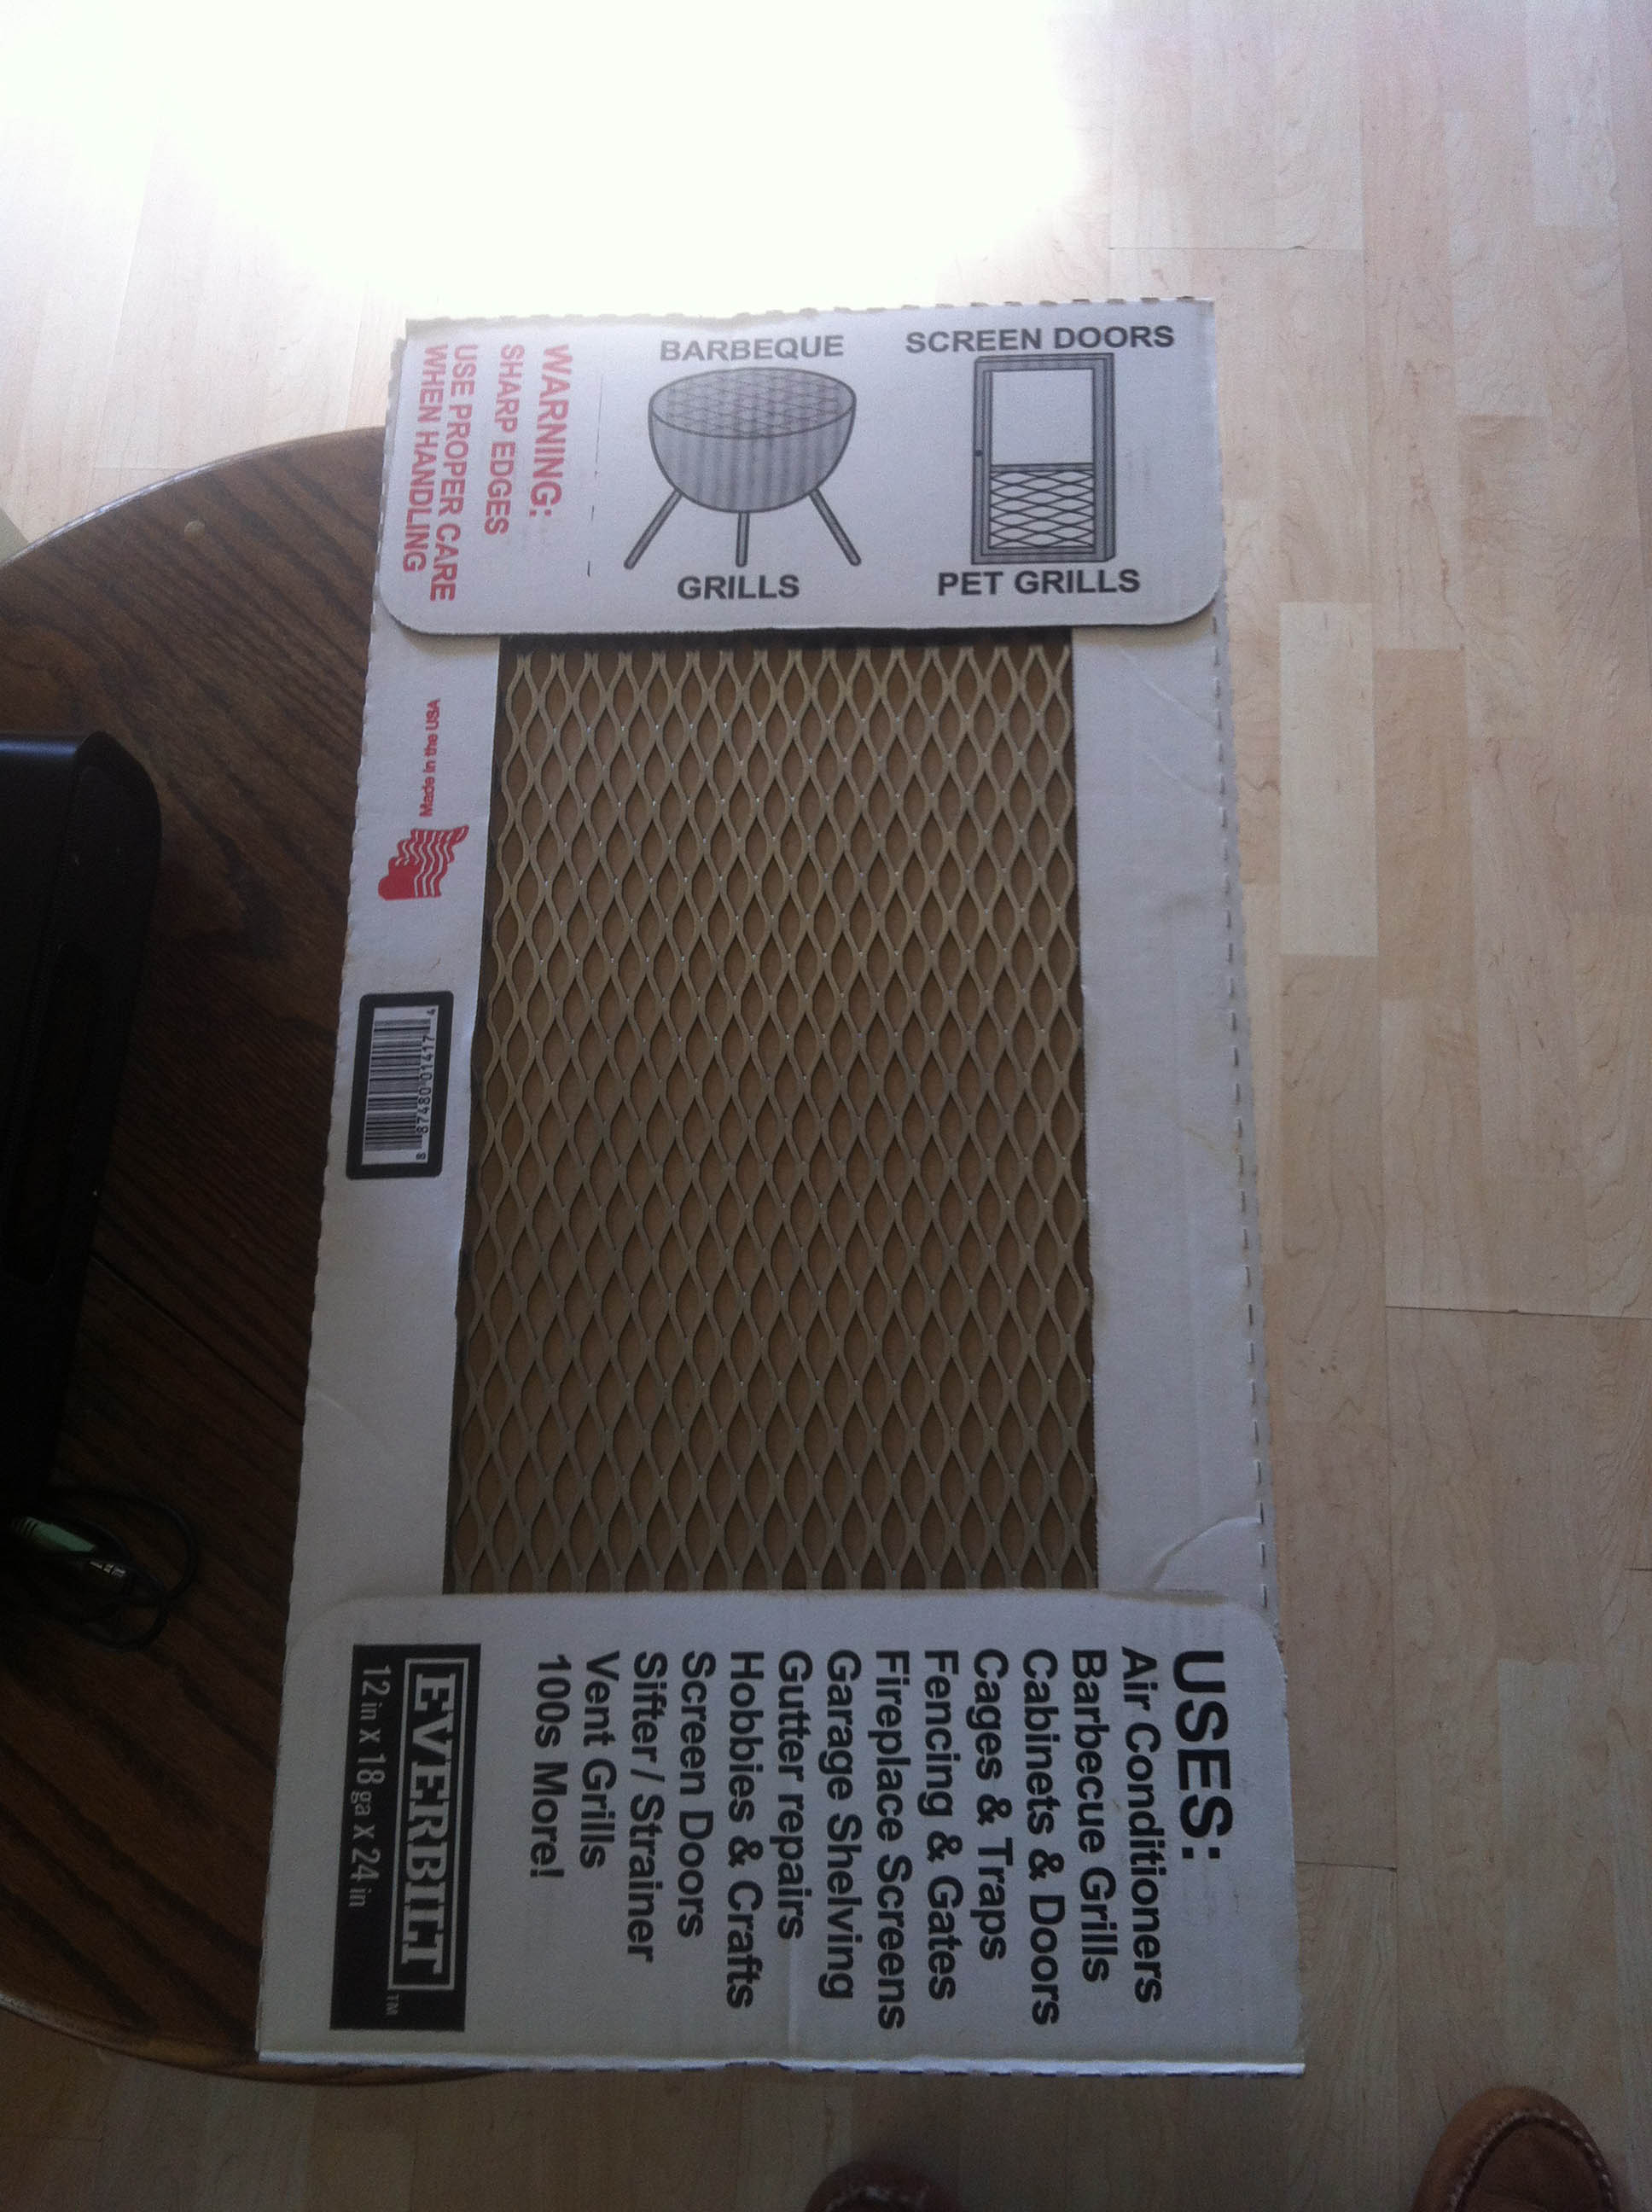 SCREEN DOORS
PET GRILLS
BARBEQUE
GRILLS
WARNING:
SHARP EDGES
USE PROPER CARE
WHEN HANDLING
Made in the USA
8 87480 01417 4
USES:
Air Conditioners
Barbecue Grills
Cabinets & Doors
Cages & Traps
Fencing & Gates
Fireplace Screens
Garage Shelving
Gutter repairs
Hobbies & Crafts
Screen Doors
Sifter / Strainer
Vent Grills
100s More!
EVERBILT™
12 in x 18 ga x 24 in